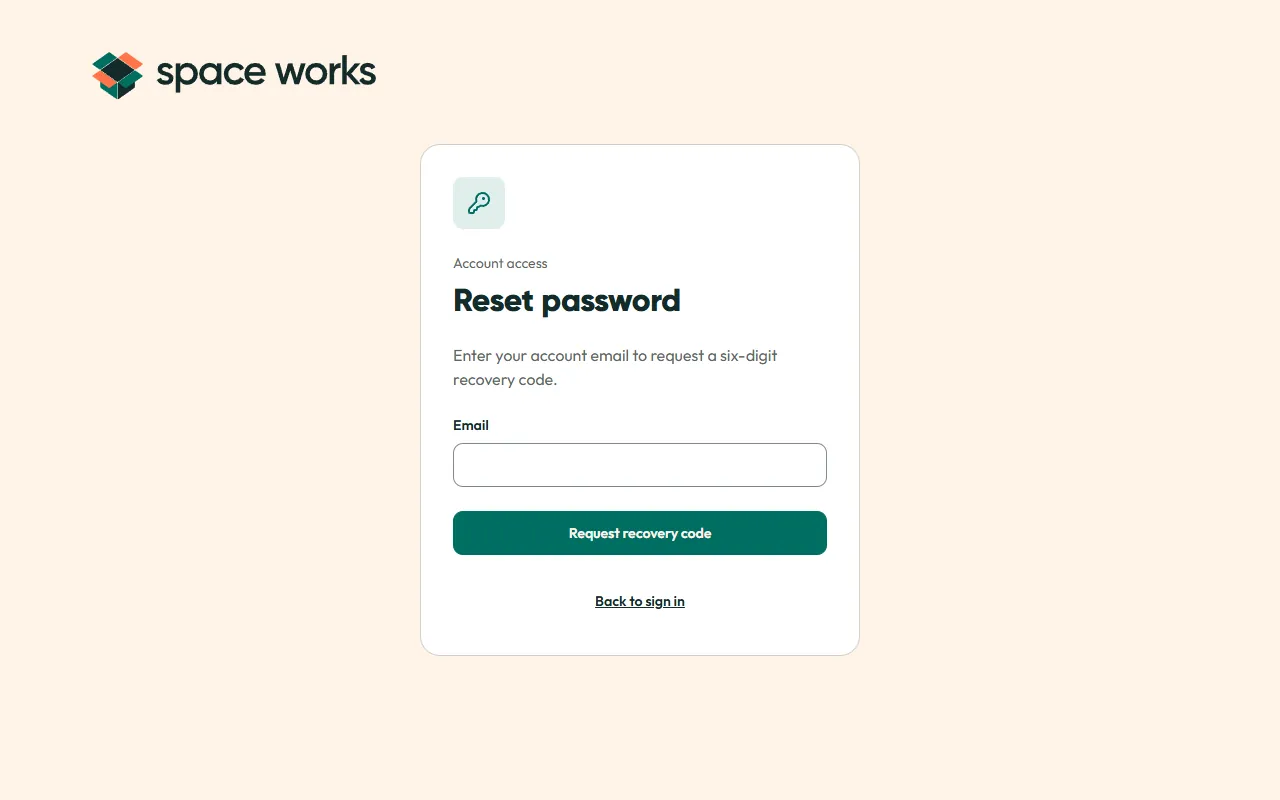 space works
Account access
Reset password
Enter your account email to request a six-digit
recovery code.
Email
Request recovery code
Back to sign in